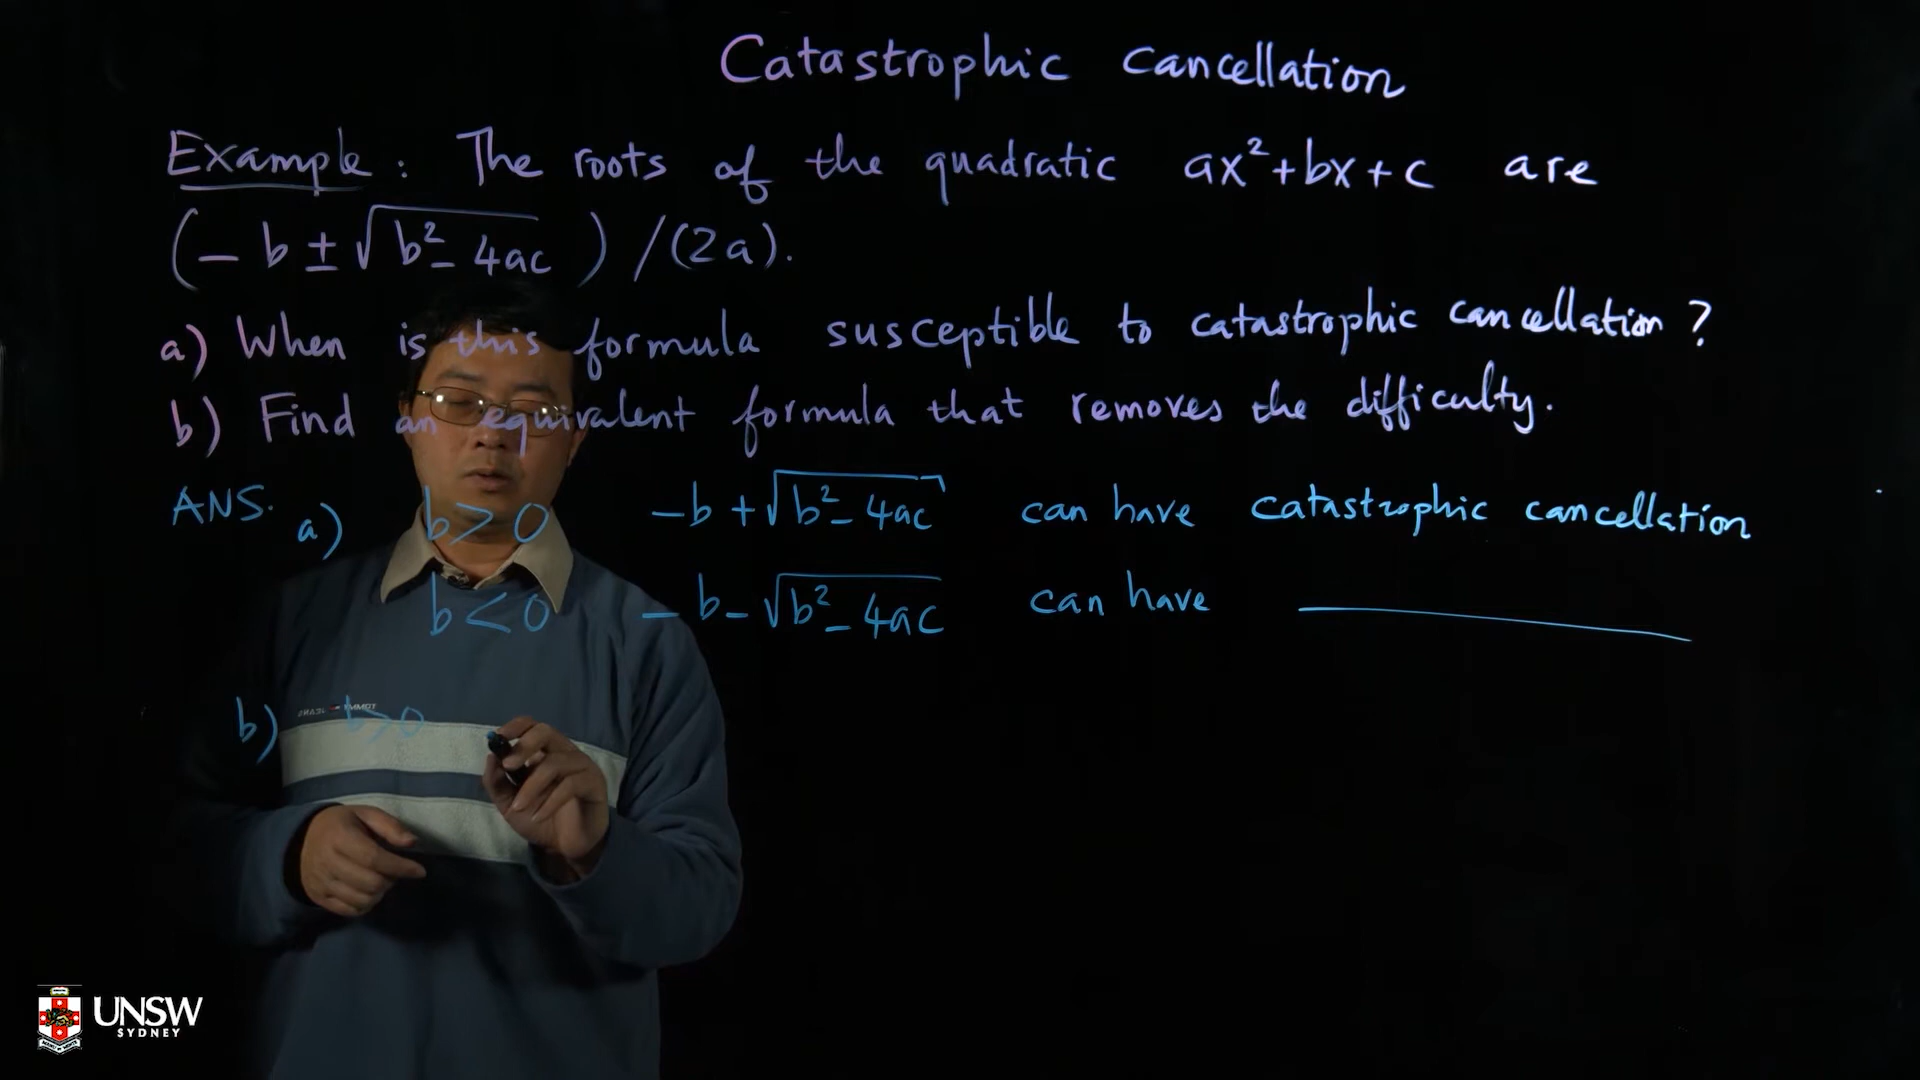 Catastrophic cancellation
Example: The roots of the quadratic ax²+bx+c are
(-b ± √b²-4ac)/(2a).
a) When is this formula susceptible to catastrophic cancellation?
b) Find an equivalent formula that removes the difficulty.
ANS. a) b>0 -b+√b²-4ac can have catastrophic cancellation
b<0 -b-√b²-4ac can have
b) b>0
UNSW
SYDNEY